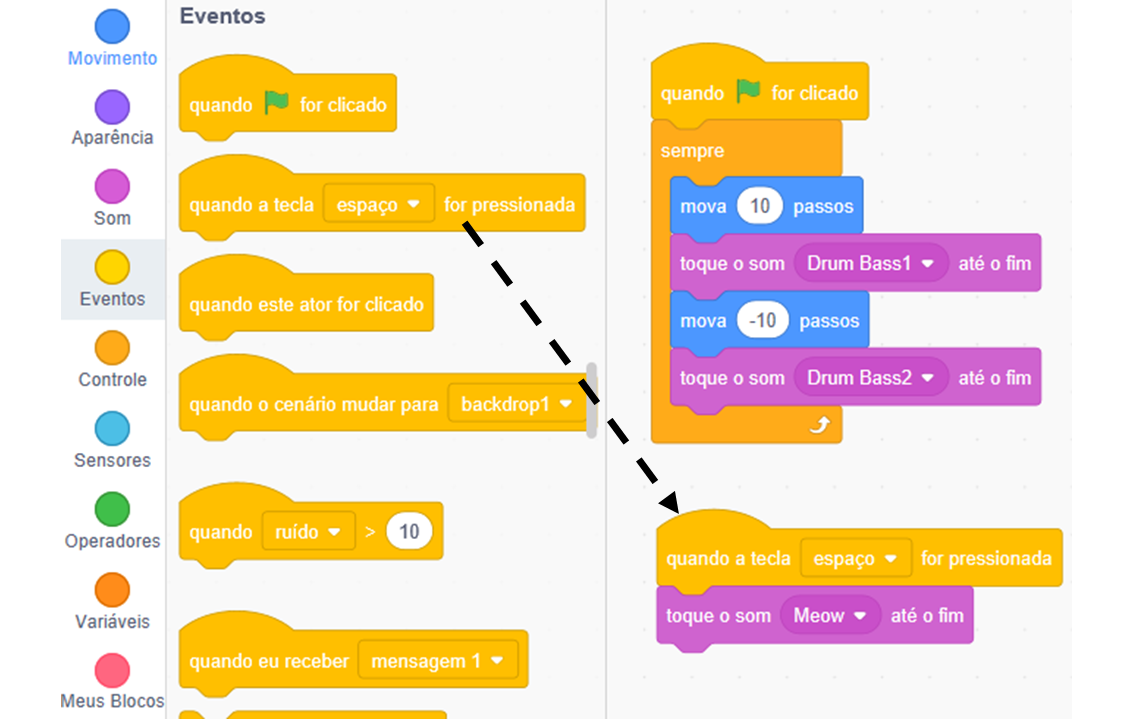 Movimento
Aparência
Som
Eventos
Controle
Sensores
Operadores
Variáveis
Meus Blocos
Eventos
quando for clicado
quando a tecla espaço for pressionada
quando este ator for clicado
quando o cenário mudar para backdrop1
quando ruído > 10
quando eu receber mensagem 1
quando for clicado
sempre
mova 10 passos
toque o som Drum Bass1 até o fim
mova -10 passos
toque o som Drum Bass2 até o fim
quando a tecla espaço for pressionada
toque o som Meow até o fim